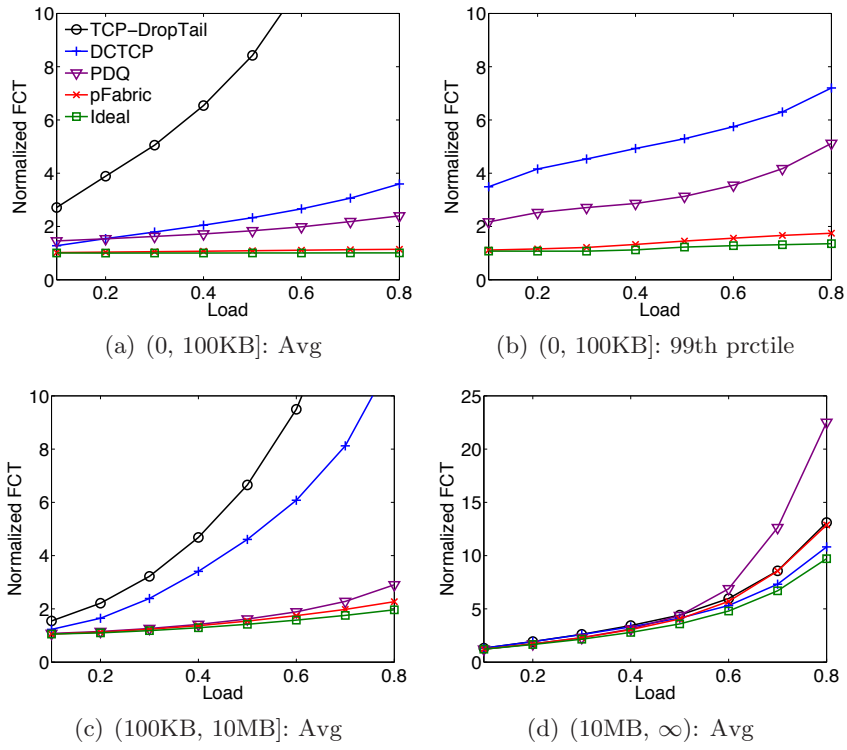 10
8
6
4
2
0
Normalized FCT
TCP-DropTail
DCTCP
PDQ
pFabric
Ideal
0.2 0.4 0.6 0.8
Load
(a) (0, 100KB]: Avg
10
8
6
4
2
0
Normalized FCT
0.2 0.4 0.6 0.8
Load
(b) (0, 100KB]: 99th prctile
10
8
6
4
2
0
Normalized FCT
0.2 0.4 0.6 0.8
Load
(c) (100KB, 10MB]: Avg
25
20
15
10
5
0
Normalized FCT
0.2 0.4 0.6 0.8
Load
(d) (10MB, ∞): Avg